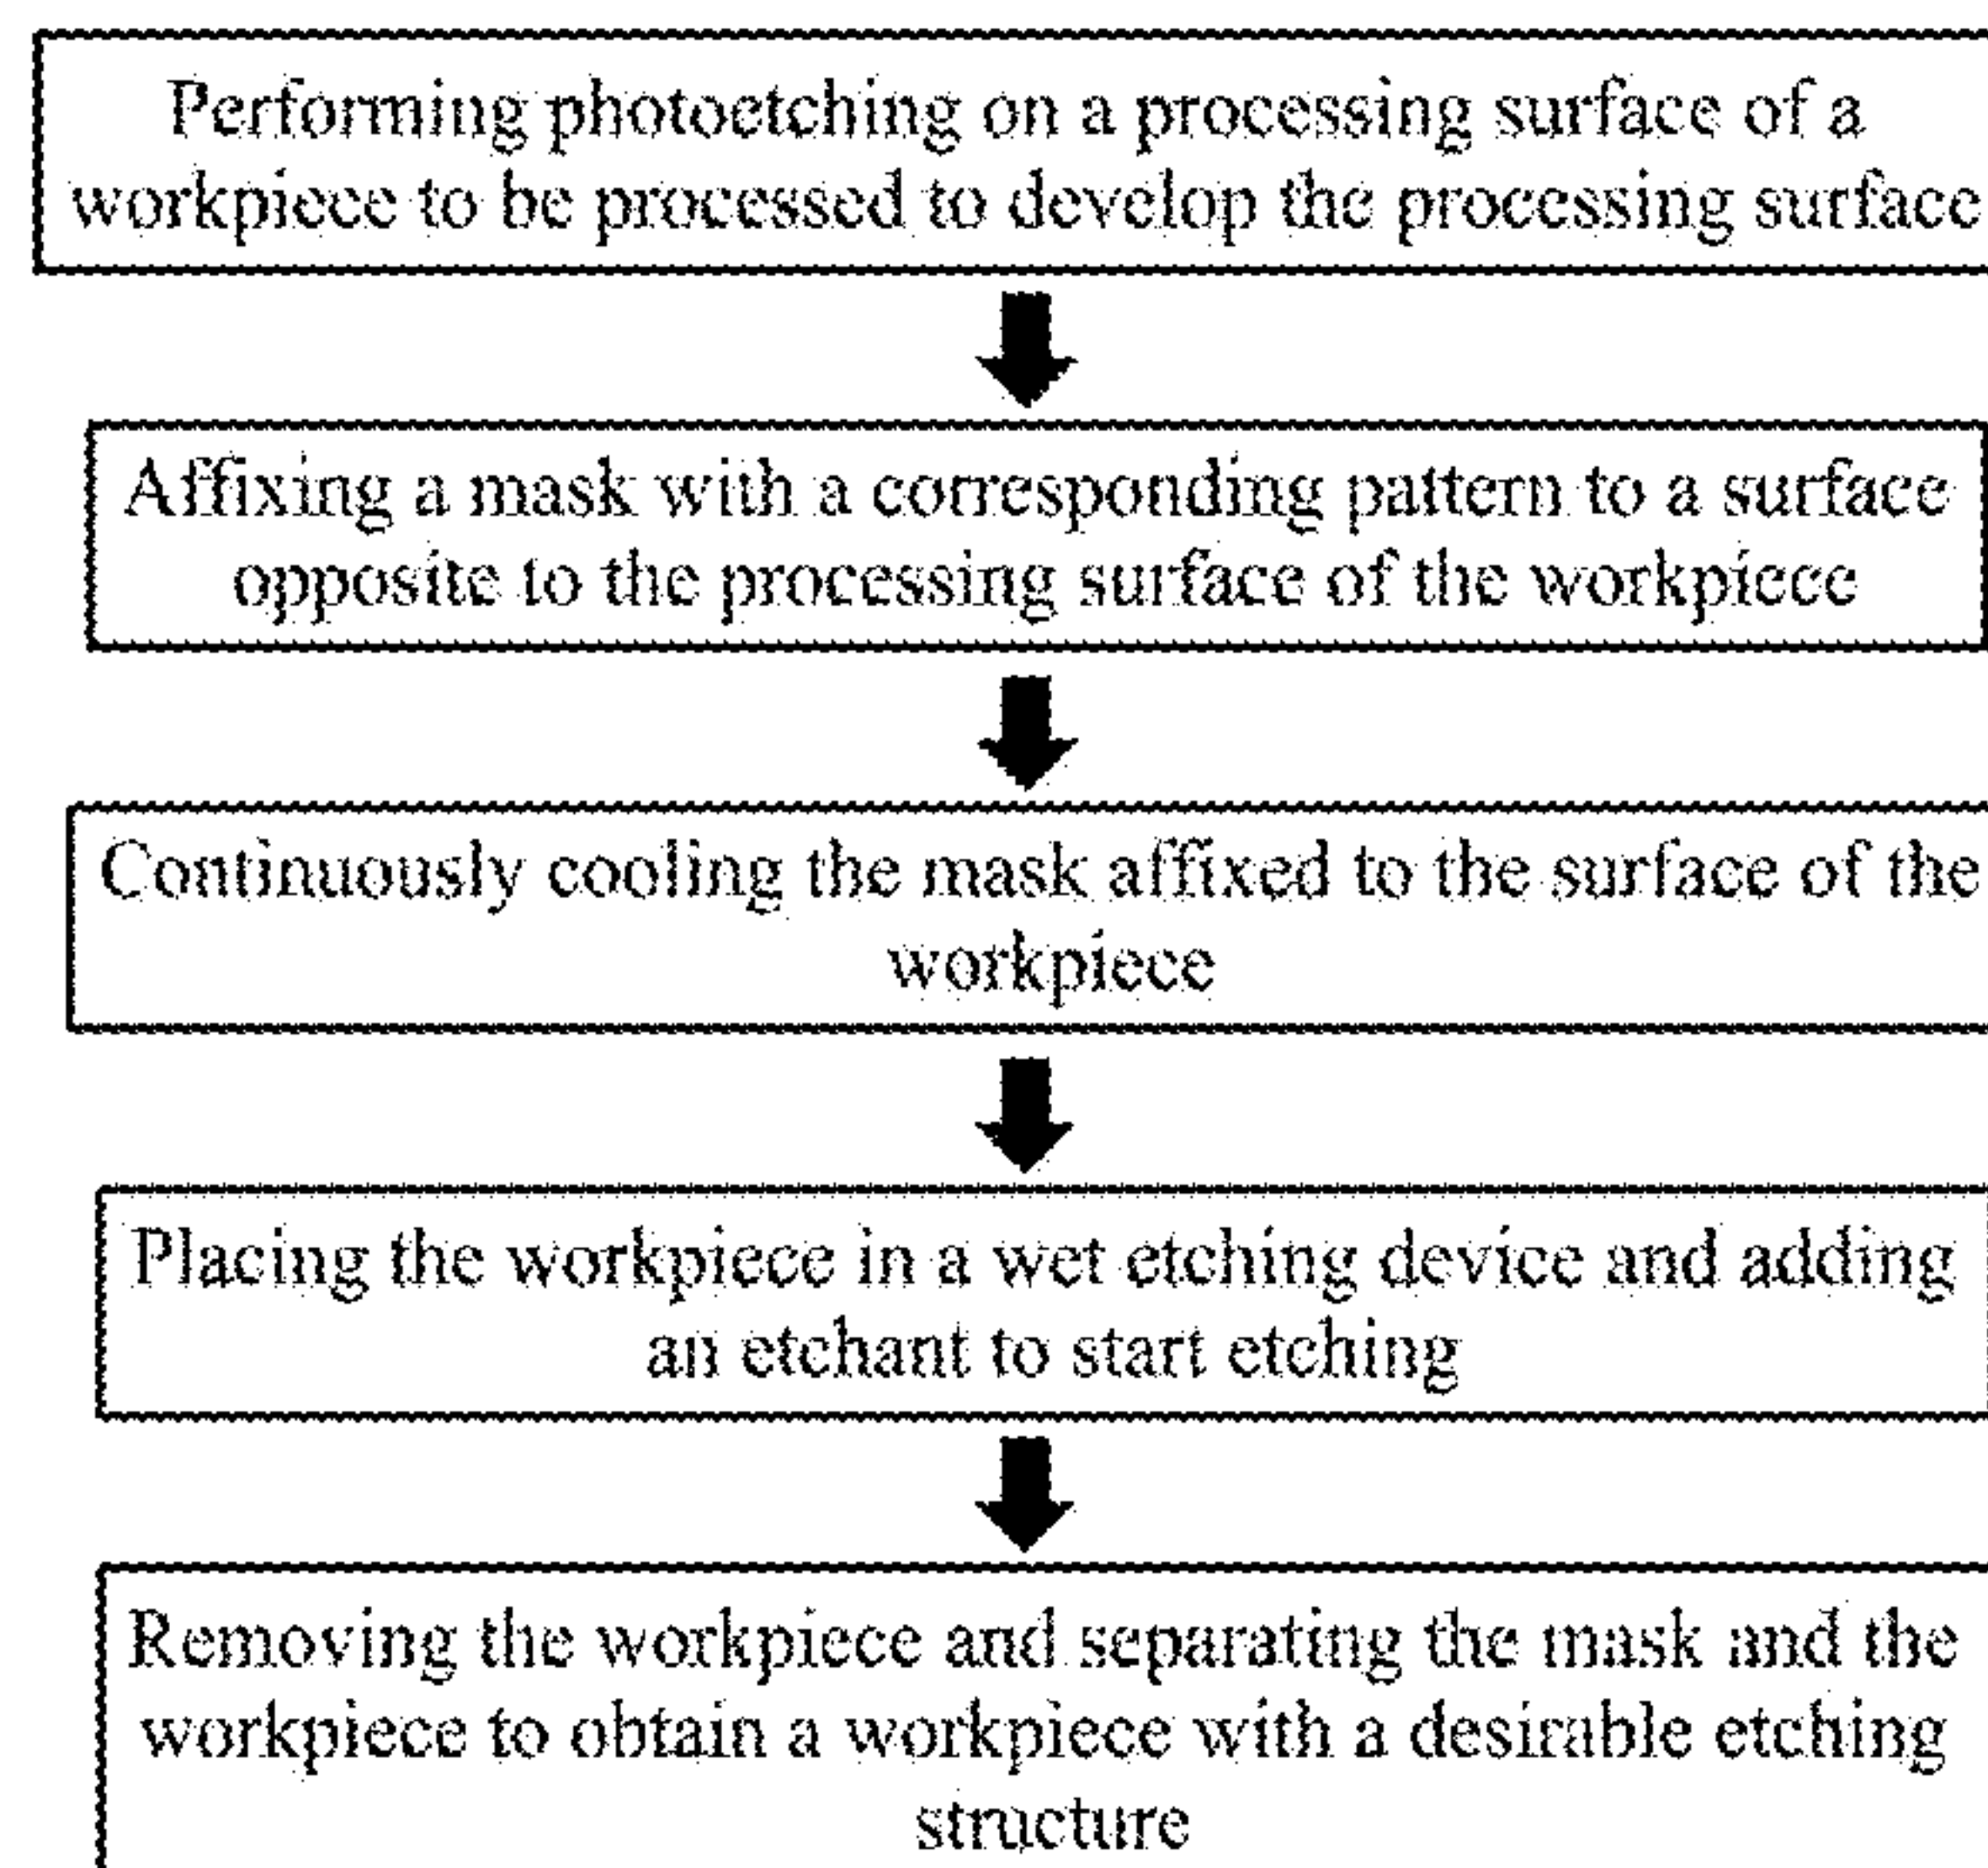 Performing photoetching on a processing surface of a
workpiece to be processed to develop the processing surface
Affixing a mask with a corresponding pattern to a surface
opposite to the processing surface of the workpiece
Continuously cooling the mask affixed to the surface of the
workpiece
Placing the workpiece in a wet etching device and adding
an etchant to start etching
Removing the workpiece and separating the mask and the
workpiece to obtain a workpiece with a desirable etching
structure